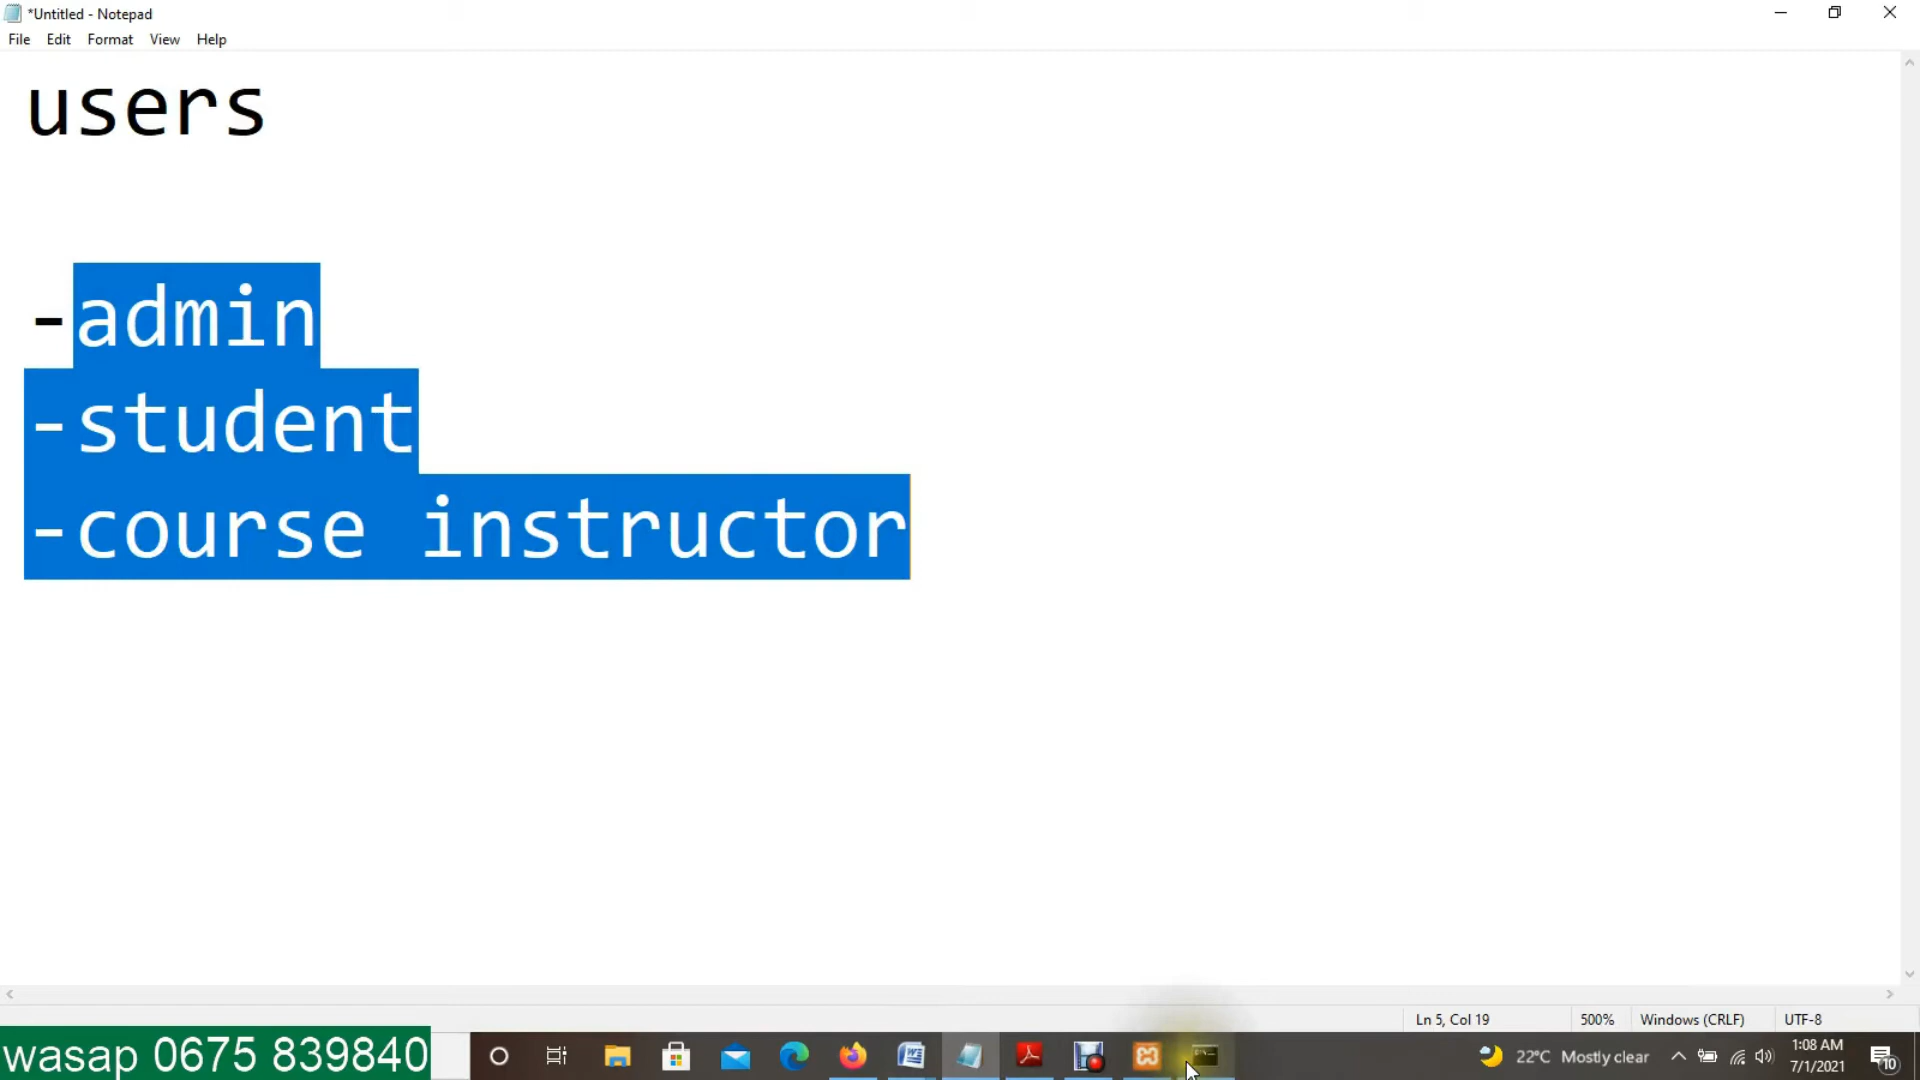 *Untitled - Notepad
File Edit Format View Help
users
-admin
-student
-course instructor
Ln 5, Col 19 500% Windows (CRLF) UTF-8
wasap 0675 839840
22°C Mostly clear
1:08 AM
7/1/2021
10